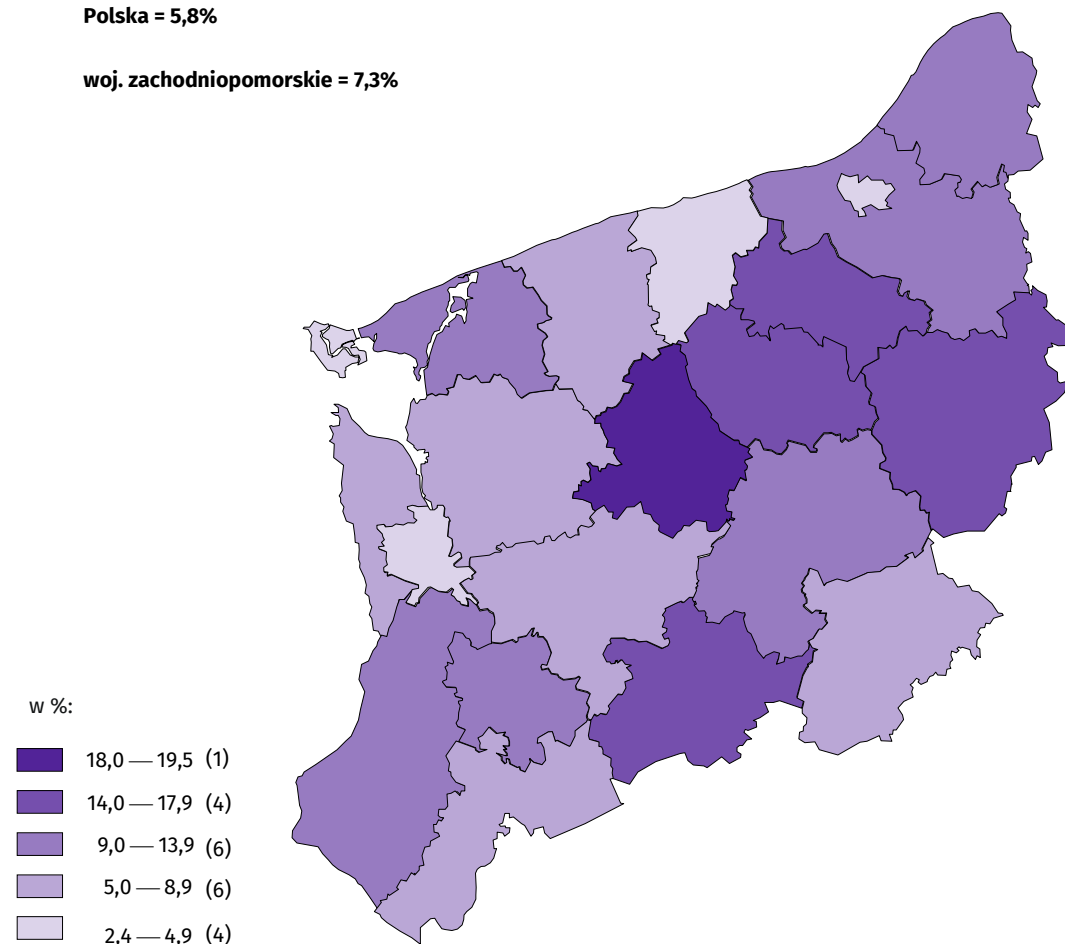 Polska = 5,8%
woj. zachodniopomorskie = 7,3%
w %:
18,0 — 19,5 (1)
14,0 — 17,9 (4)
9,0 — 13,9 (6)
5,0 — 8,9 (6)
2,4 — 4,9 (4)